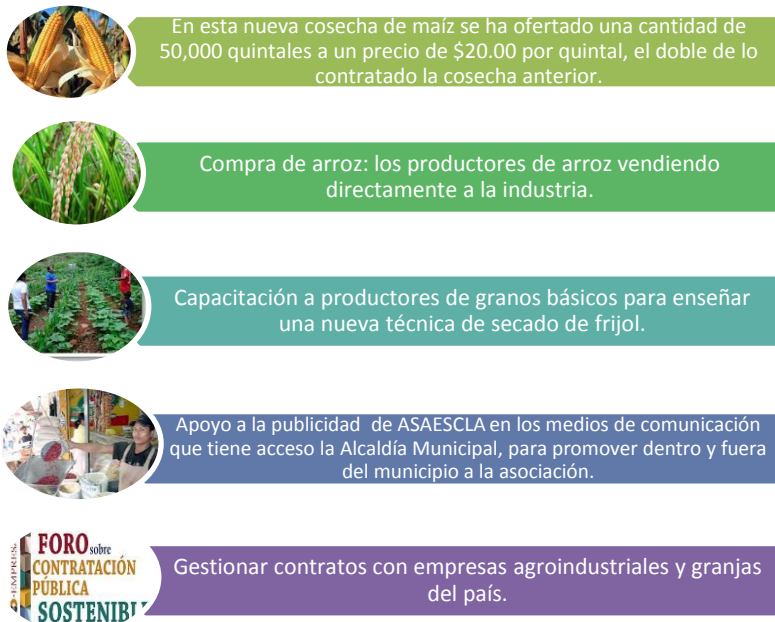 En esta nueva cosecha de maíz se ha ofertado una cantidad de
50,000 quintales a un precio de $20.00 por quintal, el doble de lo
contratado la cosecha anterior.
Compra de arroz: los productores de arroz vendiendo
directamente a la industria.
Capacitación a productores de granos básicos para enseñar
una nueva técnica de secado de frijol.
Apoyo a la publicidad de ASAESCLA en los medios de comunicación
que tiene acceso la Alcaldía Municipal, para promover dentro y fuera
del municipio a la asociación.
FORO sobre
CONTRATACIÓN
PÚBLICA
Gestionar contratos con empresas agroindustriales y granjas
del país.